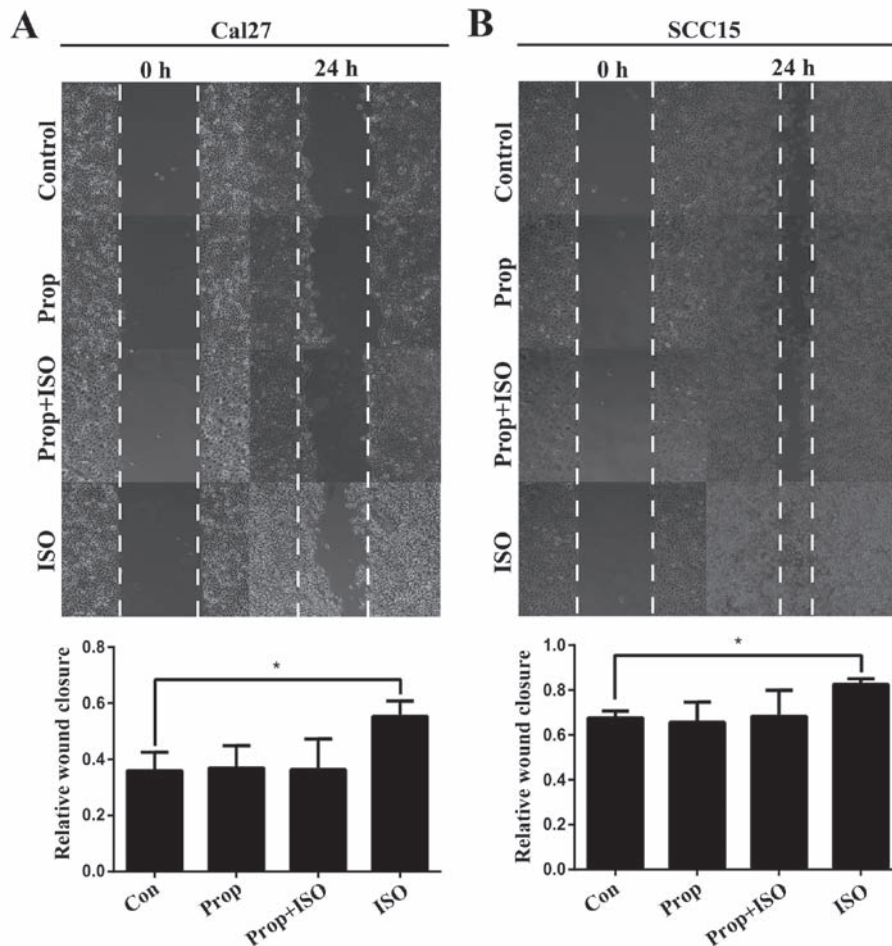 A
Cal27
0 h 24 h
Control
Prop
Prop+ISO
ISO
Relative wound closure
0.8
0.6
0.4
0.2
0.0
*
Con Prop Prop+ISO ISO
B
SCC15
0 h 24 h
Control
Prop
Prop+ISO
ISO
Relative wound closure
1.0
0.8
0.6
0.4
0.2
0.0
*
Con Prop Prop+ISO ISO